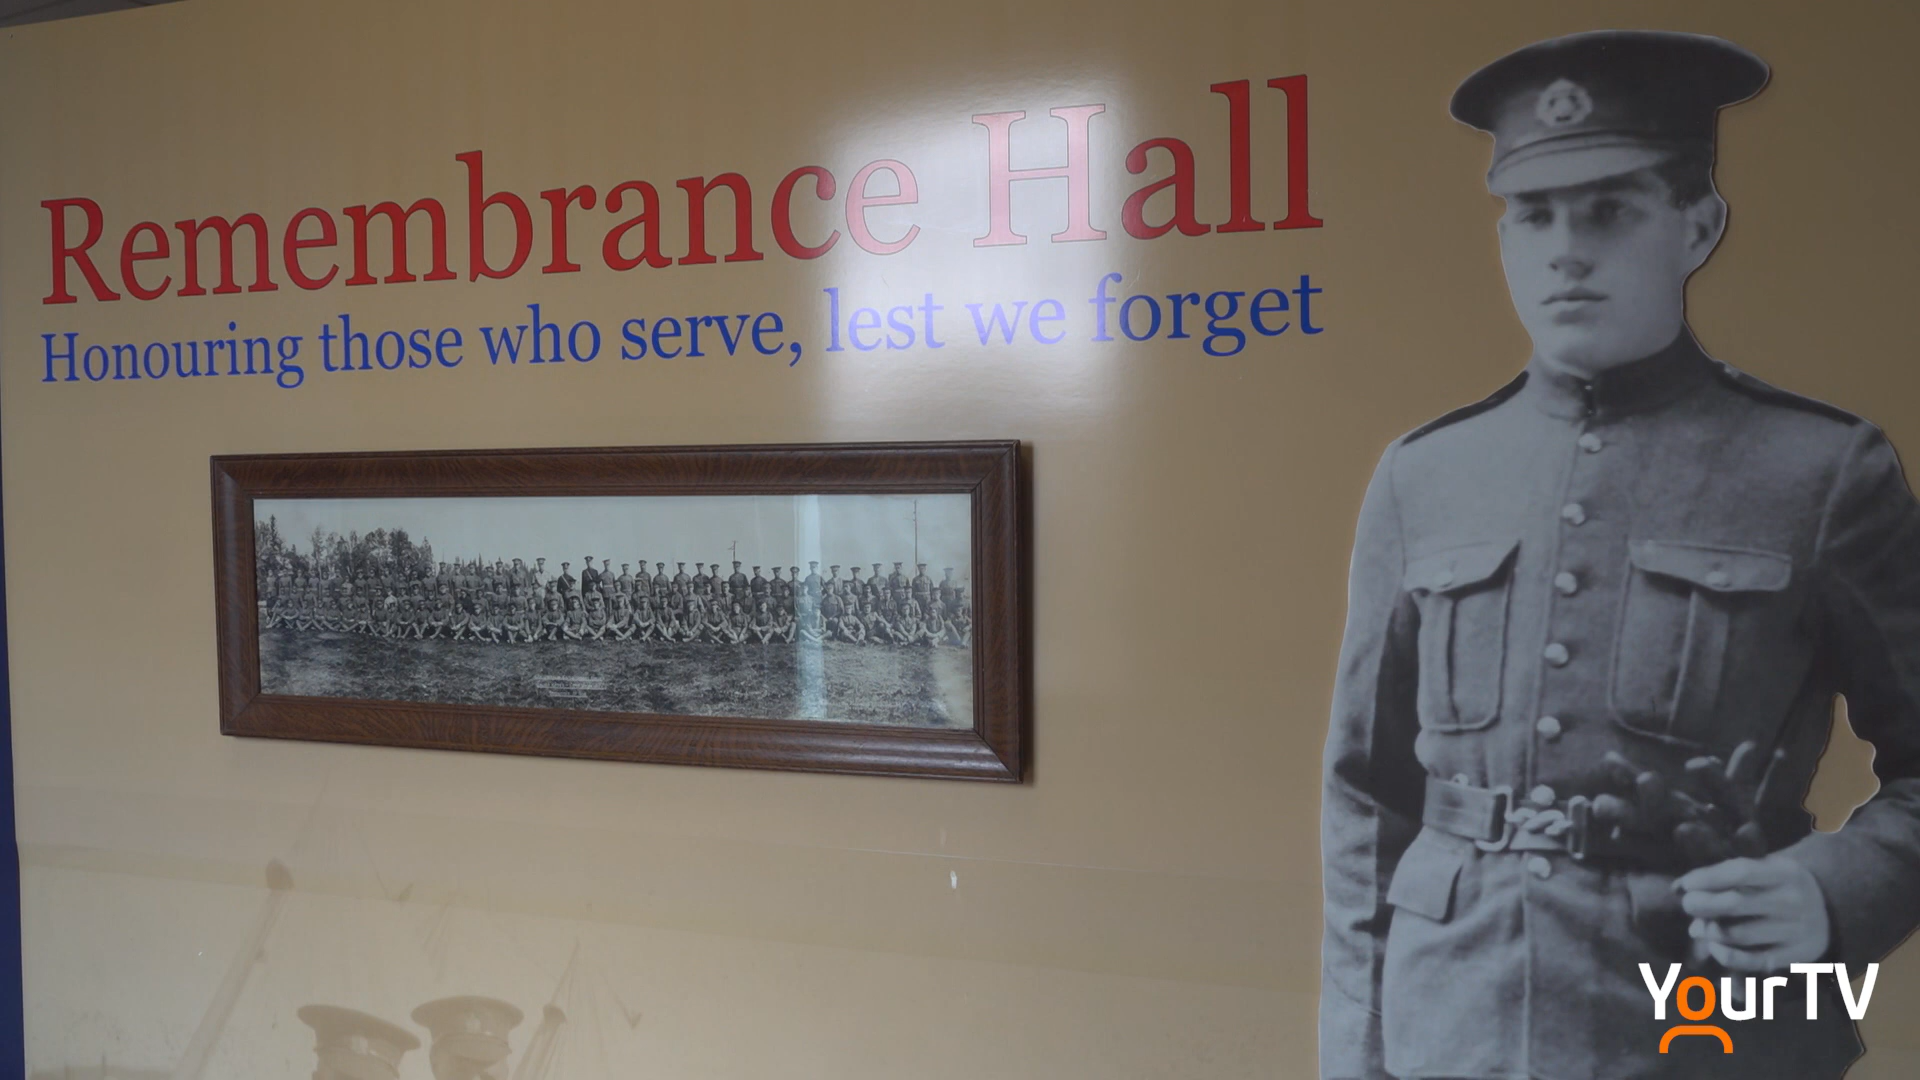 Remembrance Hall
Honouring those who serve, lest we forget
YourTV